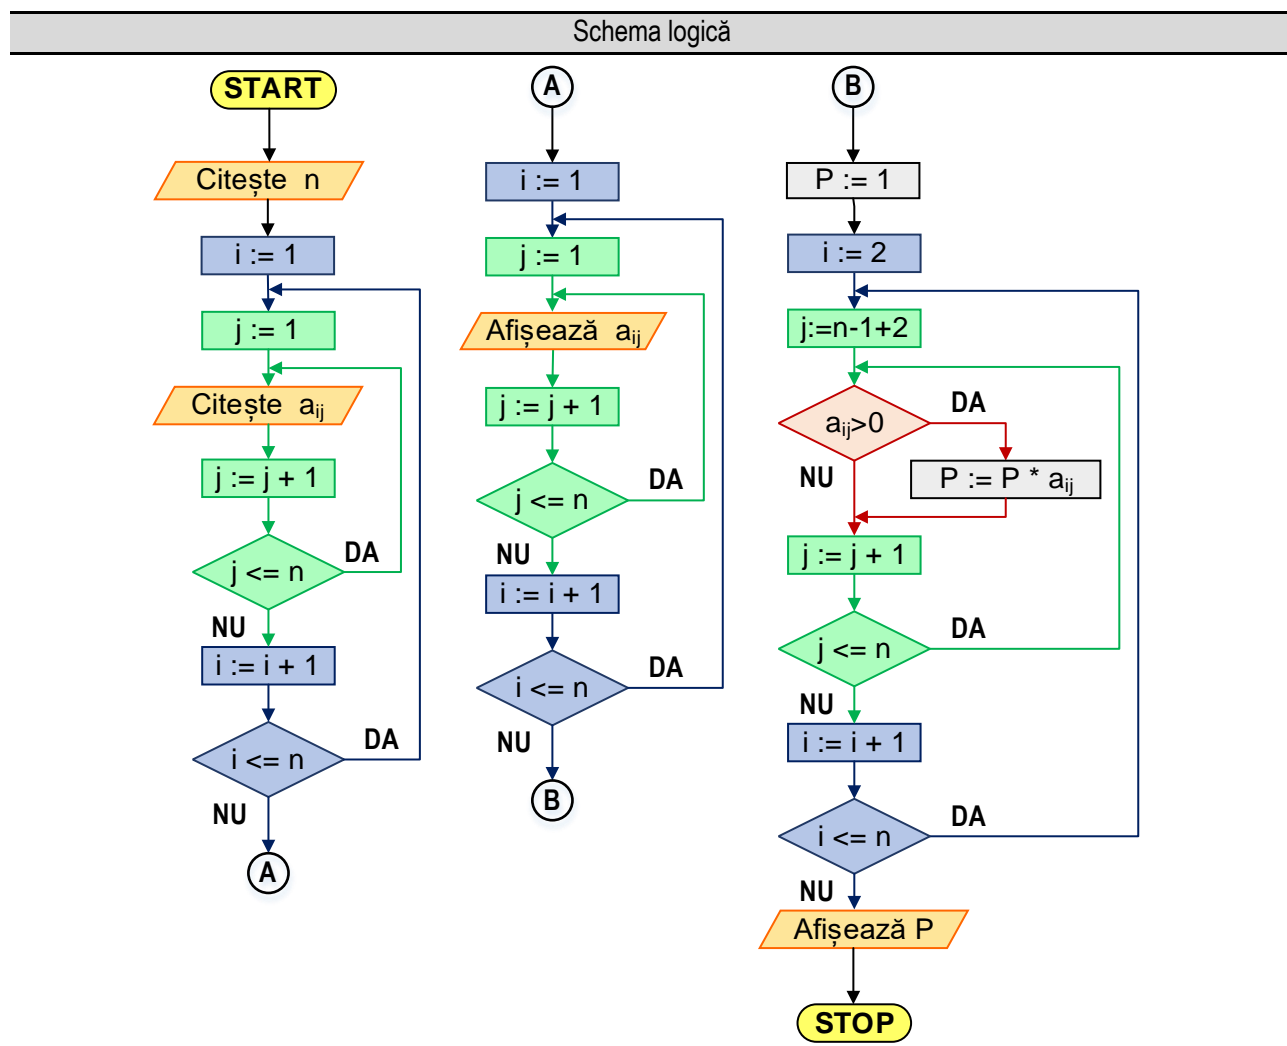 Schema logică
START
Citește n
i := 1
j := 1
Citește aij
j := j + 1
j <= n
DA
NU
i := i + 1
i <= n
DA
NU
A
A
i := 1
j := 1
Afișează aij
j := j + 1
j <= n
DA
NU
i := i + 1
i <= n
DA
NU
B
B
P := 1
i := 2
j:=n-1+2
aij>0
DA
NU
P := P * aij
j := j + 1
j <= n
DA
NU
i := i + 1
i <= n
DA
NU
Afișează P
STOP